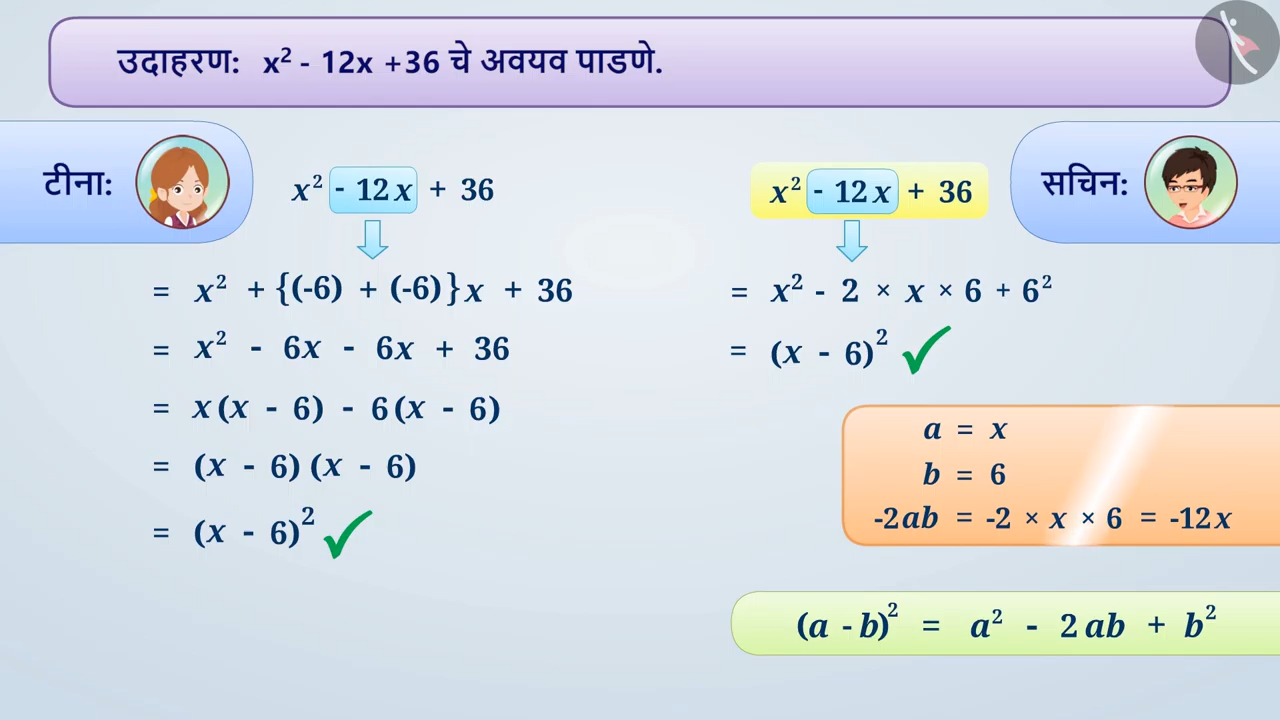 उदाहरण: x² - 12x +36 चे अवयव पाडणे.
टीना:
x² - 12x + 36
= x² + {(-6) + (-6)}x + 36
= x² - 6x - 6x + 36
= x(x - 6) - 6(x - 6)
= (x - 6) (x - 6)
= (x - 6)²
सचिन:
x² - 12x + 36
= x² - 2 × x × 6 + 6²
= (x - 6)²
a = x
b = 6
-2ab = -2 × x × 6 = -12x
(a - b)² = a² - 2ab + b²